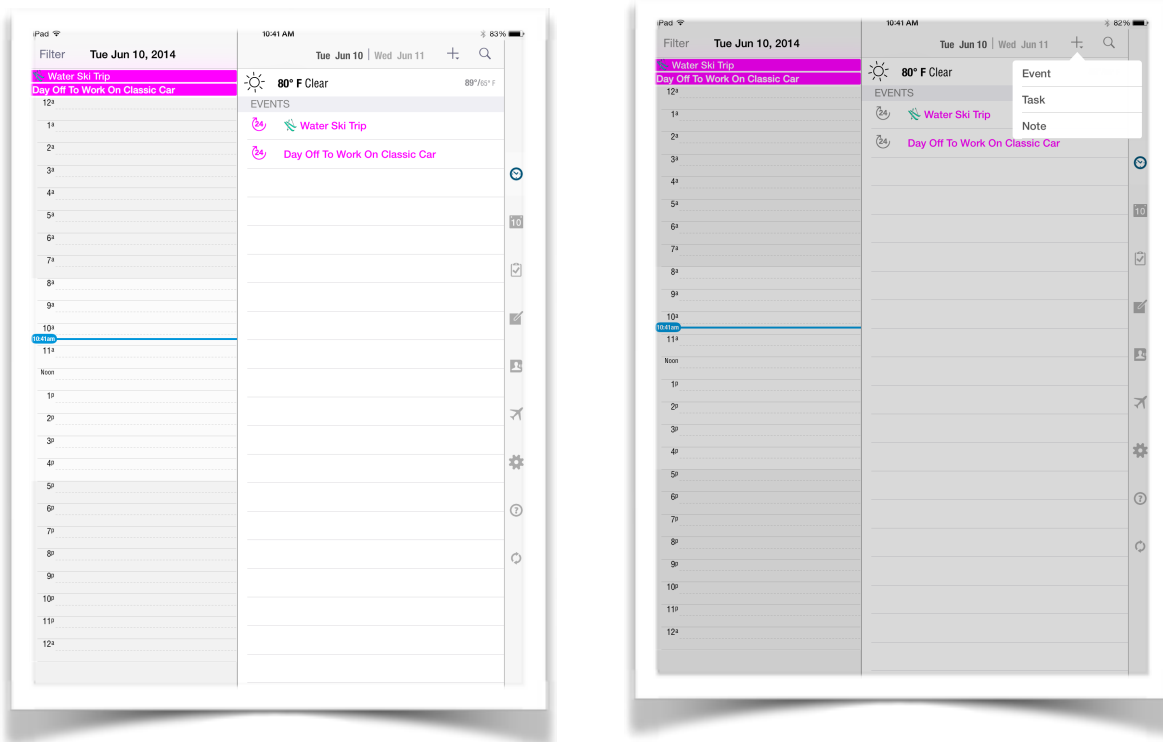 iPad 10:41 AM 83%
Filter Tue Jun 10, 2014 Tue Jun 10 | Wed Jun 11
Water Ski Trip
Day Off To Work On Classic Car
12a
1a
2a
3a
4a
5a
6a
7a
8a
9a
10a
10:41am
11a
Noon
1p
2p
3p
4p
5p
6p
7p
8p
9p
10p
11p
12a
80° F Clear 89°/65° F
EVENTS
24 Water Ski Trip
24 Day Off To Work On Classic Car
10
?
iPad 10:41 AM 82%
Filter Tue Jun 10, 2014 Tue Jun 10 | Wed Jun 11
Water Ski Trip
Day Off To Work On Classic Car
12a
1a
2a
3a
4a
5a
6a
7a
8a
9a
10a
10:41am
11a
Noon
1p
2p
3p
4p
5p
6p
7p
8p
9p
10p
11p
12a
80° F Clear
EVENTS
24 Water Ski Trip
24 Day Off To Work On Classic Car
Event
Task
Note
10
?